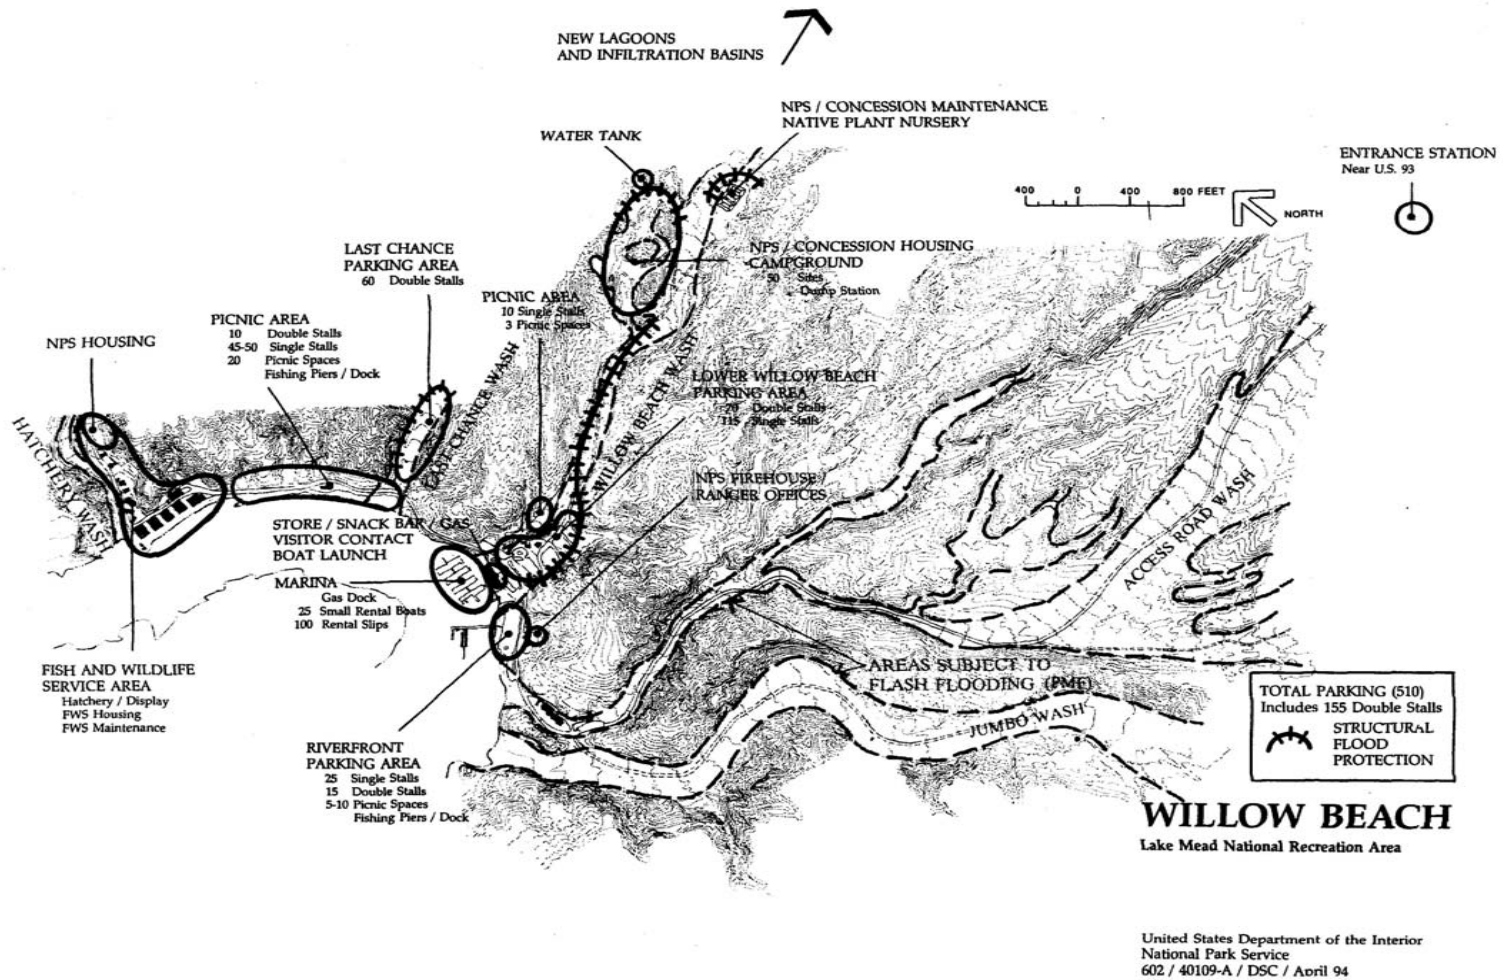 NEW LAGOONS
AND INFILTRATION BASINS
NPS / CONCESSION MAINTENANCE
NATIVE PLANT NURSERY
WATER TANK
ENTRANCE STATION
Near U.S. 93
400 0 400 800 FEET
NORTH
LAST CHANCE
PARKING AREA
60 Double Stalls
NPS / CONCESSION HOUSING
CAMPGROUND
50 Sites
Dump Station
PICNIC AREA
10 Single Stalls
3 Picnic Spaces
PICNIC AREA
10 Double Stalls
45-50 Single Stalls
20 Picnic Spaces
Fishing Piers / Dock
NPS HOUSING
HATCHERY WASH
LAST CHANCE WASH
WILLOW BEACH WASH
LOWER WILLOW BEACH
PARKING AREA
70 Double Stalls
115 Single Stalls
NPS FIREHOUSE /
RANGER OFFICES
STORE / SNACK BAR / GAS
VISITOR CONTACT
BOAT LAUNCH
MARINA
Gas Dock
25 Small Rental Boats
100 Rental Slips
ACCESS ROAD WASH
FISH AND WILDLIFE
SERVICE AREA
Hatchery / Display
FWS Housing
FWS Maintenance
AREAS SUBJECT TO
FLASH FLOODING (PMF)
JUMBO WASH
RIVERFRONT
PARKING AREA
25 Single Stalls
15 Double Stalls
5-10 Picnic Spaces
Fishing Piers / Dock
TOTAL PARKING (510)
Includes 155 Double Stalls
STRUCTURAL
FLOOD
PROTECTION
WILLOW BEACH
Lake Mead National Recreation Area
United States Department of the Interior
National Park Service
602 / 40109-A / DSC / April 94